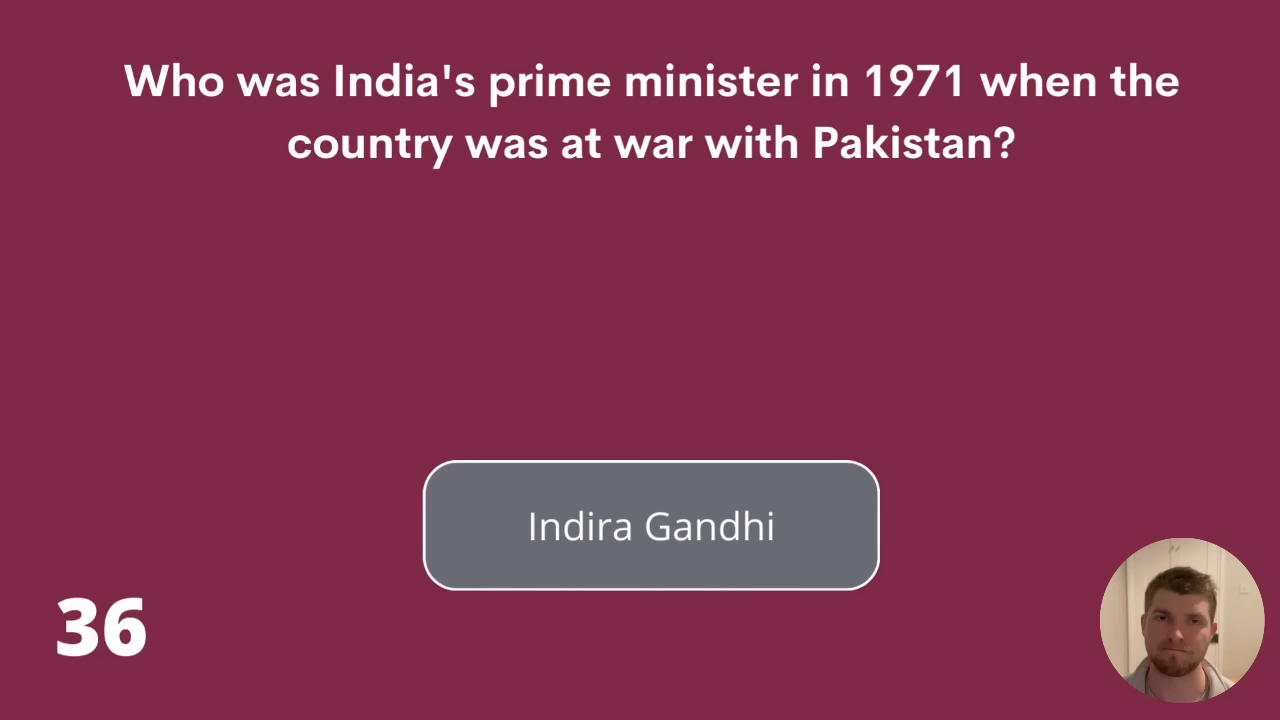 Who was India's prime minister in 1971 when the
country was at war with Pakistan?
Indira Gandhi
36